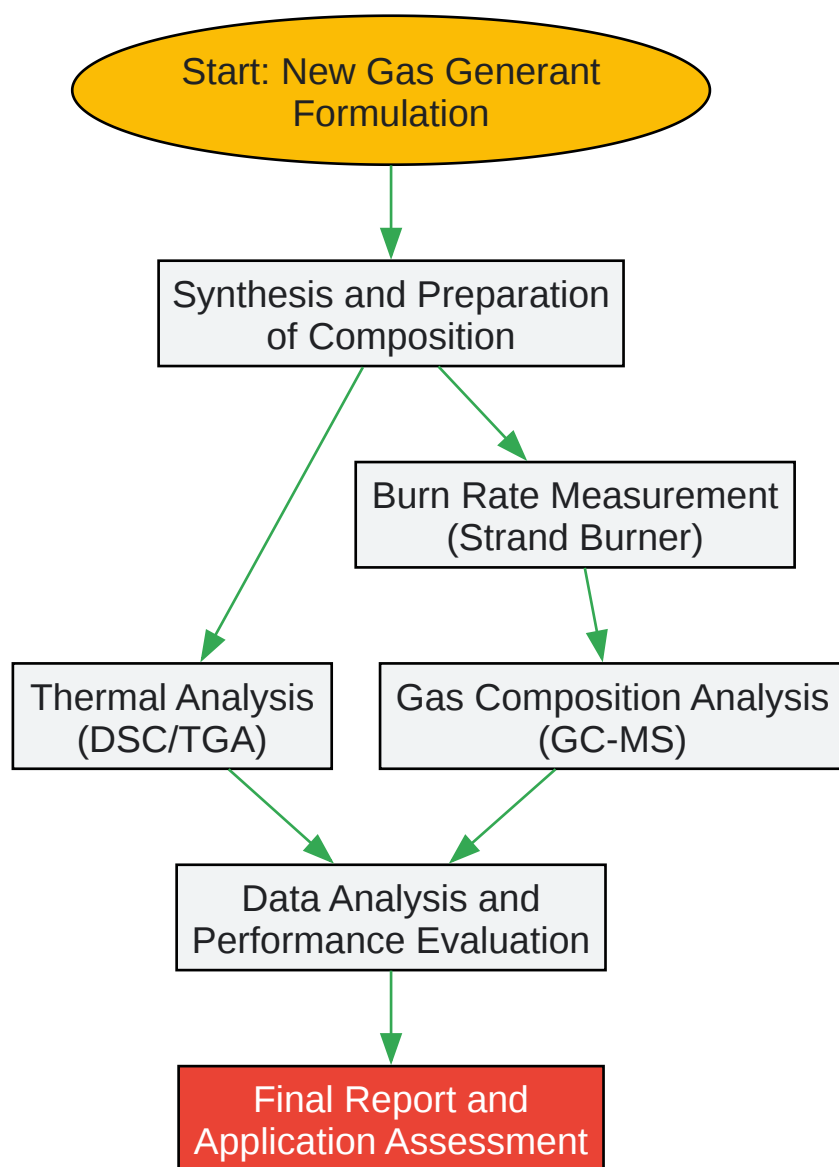 Start: New Gas Generant
Formulation
Synthesis and Preparation
of Composition
Burn Rate Measurement
(Strand Burner)
Thermal Analysis
(DSC/TGA)
Gas Composition Analysis
(GC-MS)
Data Analysis and
Performance Evaluation
Final Report and
Application Assessment